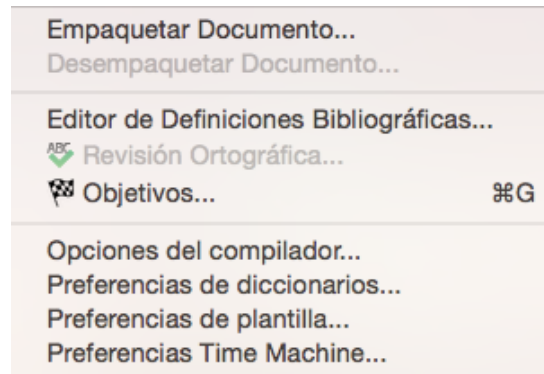 Empaquetar Documento...
Desempaquetar Documento...
Editor de Definiciones Bibliográficas...
ABC Revisión Ortográfica...
Objetivos... ⌘G
Opciones del compilador...
Preferencias de diccionarios...
Preferencias de plantilla...
Preferencias Time Machine...